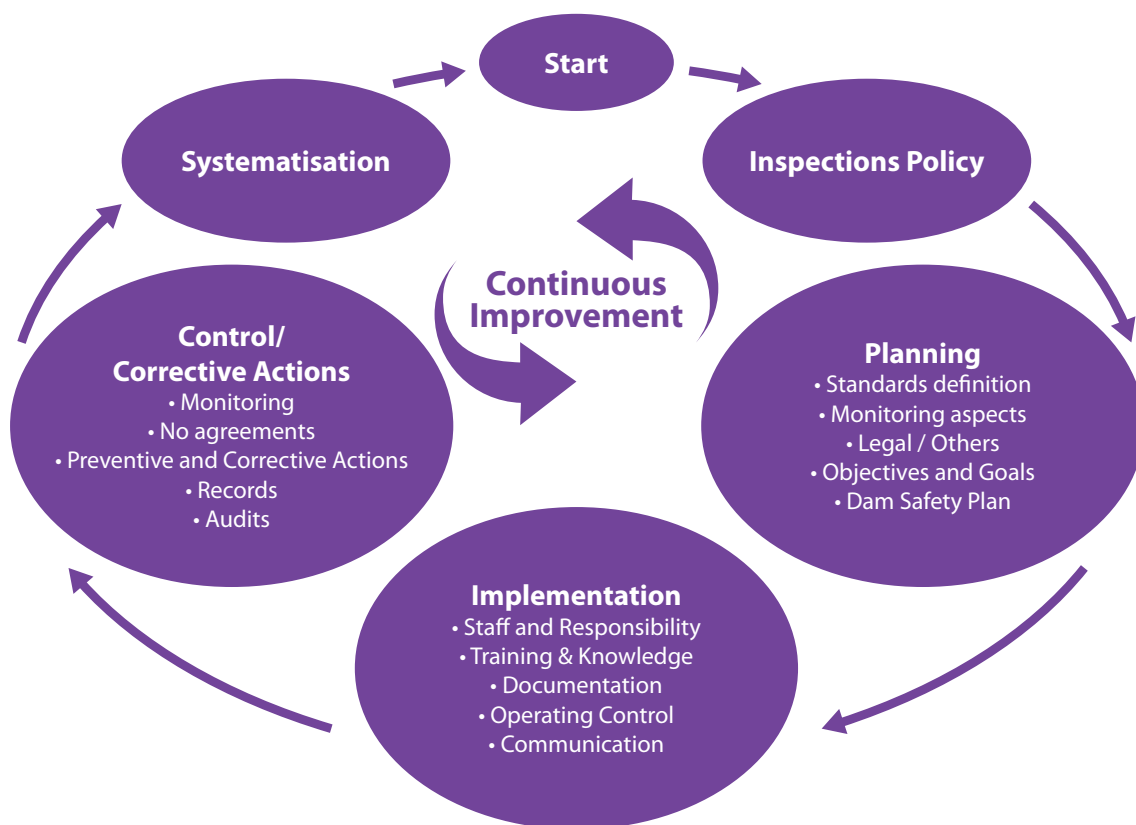 Start
Systematisation
Inspections Policy
Continuous
Improvement
Control/
Corrective Actions
• Monitoring
• No agreements
• Preventive and Corrective Actions
• Records
• Audits
Planning
• Standards definition
• Monitoring aspects
• Legal / Others
• Objectives and Goals
• Dam Safety Plan
Implementation
• Staff and Responsibility
• Training & Knowledge
• Documentation
• Operating Control
• Communication